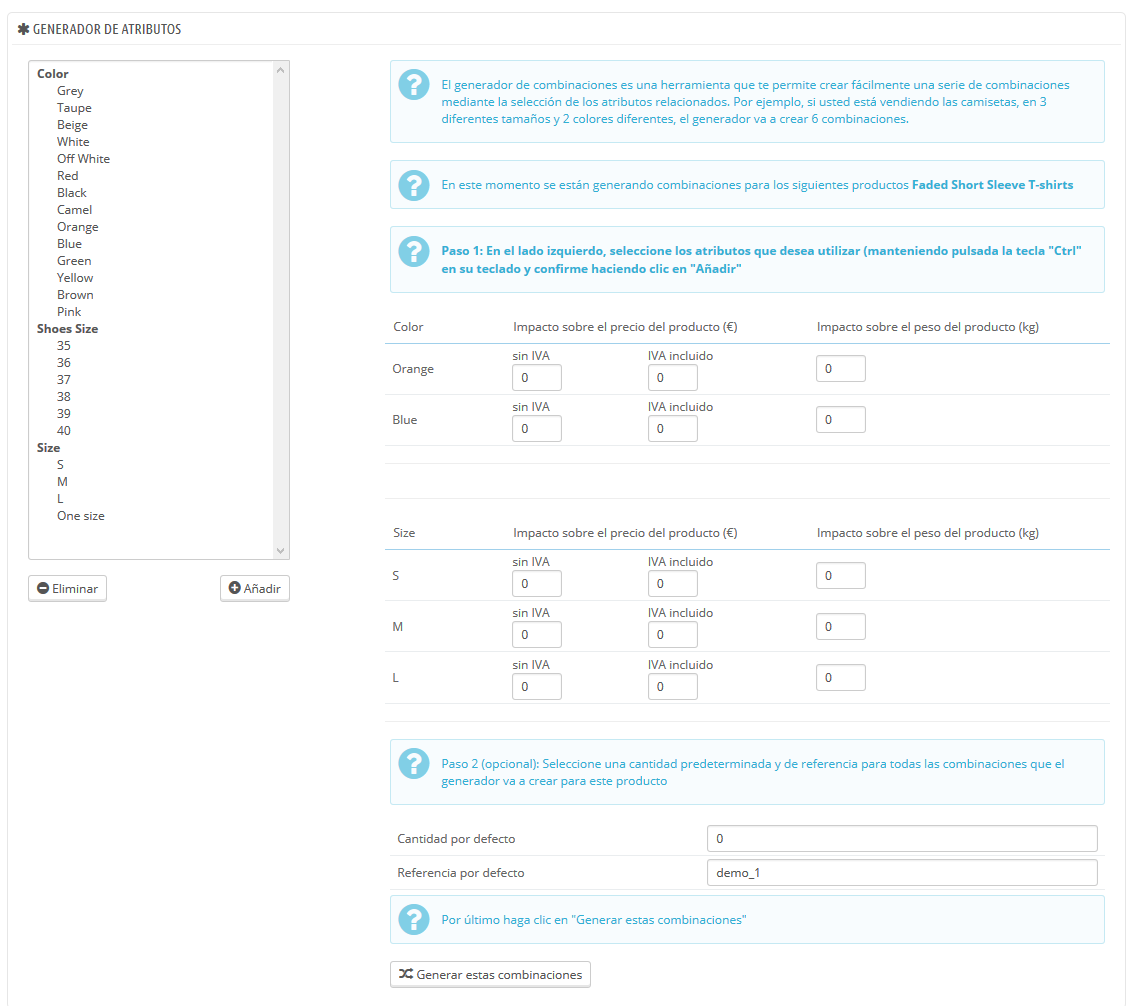 GENERADOR DE ATRIBUTOS
Color
Grey
Taupe
Beige
White
Off White
Red
Black
Camel
Orange
Blue
Green
Yellow
Brown
Pink
Shoes Size
35
36
37
38
39
40
Size
S
M
L
One size
Eliminar
Añadir
El generador de combinaciones es una herramienta que te permite crear fácilmente una serie de combinaciones
mediante la selección de los atributos relacionados. Por ejemplo, si usted está vendiendo las camisetas, en 3
diferentes tamaños y 2 colores diferentes, el generador va a crear 6 combinaciones.
En este momento se están generando combinaciones para los siguientes productos Faded Short Sleeve T-shirts
Paso 1: En el lado izquierdo, seleccione los atributos que desea utilizar (manteniendo pulsada la tecla "Ctrl"
en su teclado y confirme haciendo clic en "Añadir"
Color Impacto sobre el precio del producto (€) Impacto sobre el peso del producto (kg)
sin IVA IVA incluido
Orange 0 0 0
sin IVA IVA incluido
Blue 0 0 0
Size Impacto sobre el precio del producto (€) Impacto sobre el peso del producto (kg)
sin IVA IVA incluido
S 0 0 0
sin IVA IVA incluido
M 0 0 0
sin IVA IVA incluido
L 0 0 0
Paso 2 (opcional): Seleccione una cantidad predeterminada y de referencia para todas las combinaciones que el
generador va a crear para este producto
Cantidad por defecto 0
Referencia por defecto demo_1
Por último haga clic en "Generar estas combinaciones"
Generar estas combinaciones